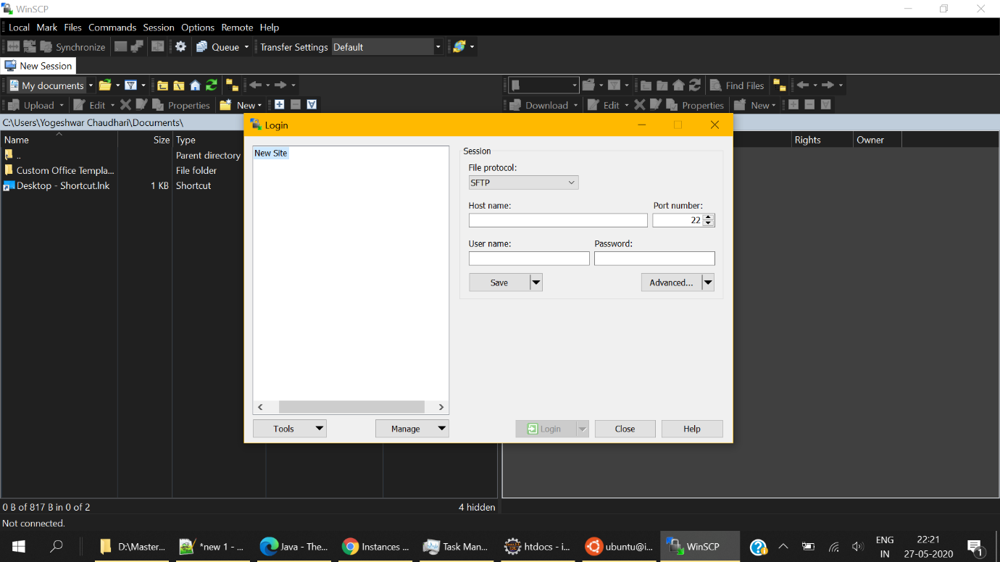 WinSCP
Local Mark Files Commands Session Options Remote Help
Synchronize Queue Transfer Settings Default
New Session
My documents Find Files
Upload Edit Properties New Download Edit Properties New
C:\Users\Yogeshwar Chaudhari\Documents\
Name Size Type Rights Owner
.. Parent directory
Custom Office Templa... File folder
Desktop - Shortcut.lnk 1 KB Shortcut
Login
New Site
Session
File protocol:
SFTP
Host name: Port number:
22
User name: Password:
Save Advanced...
Tools Manage Login Close Help
0 B of 817 B in 0 of 2 4 hidden
Not connected.
D:\Master... *new 1 - ... Java - The... Instances ... Task Man... htdocs - i... ubuntu@i... WinSCP
ENG
IN
22:21
27-05-2020
1